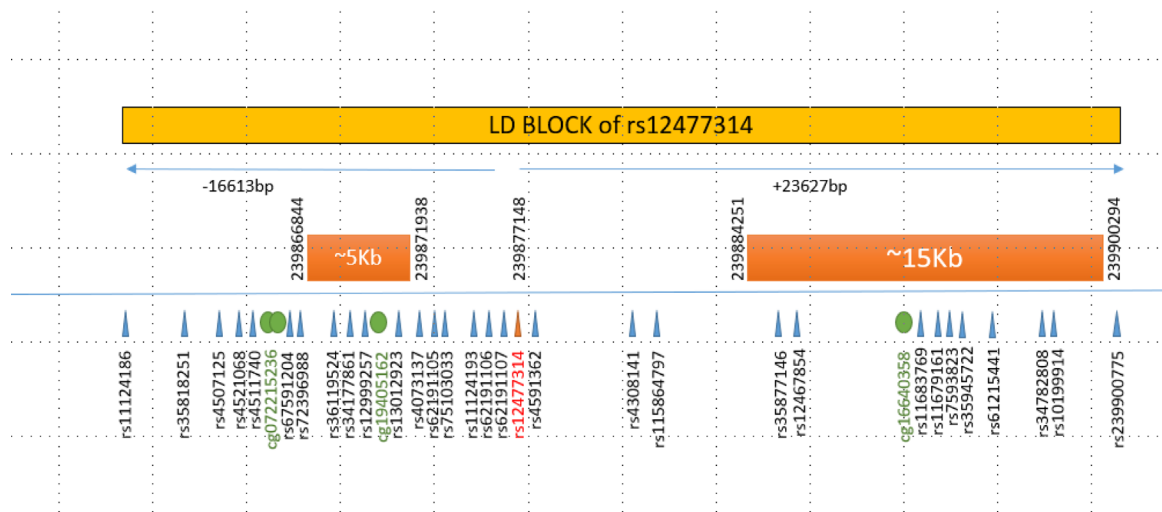 LD BLOCK of rs12477314
-16613bp
+23627bp
239866844
~5Kb
239871938
239877148
239884251
~15Kb
239900294
rs11124186
rs35818251
rs4507125
rs4521068
rs4511740
cg072215236
rs67591204
rs72396988
rs36119524
rs34177861
rs12999257
cg19405162
rs13012923
rs4073137
rs62191105
rs75103033
rs11124193
rs62191106
rs62191107
rs12477314
rs4591362
rs4308141
rs115864797
rs35877146
rs12467854
cg16640358
rs11683769
rs11679161
rs7593823
rs35945722
rs61215441
rs34782808
rs10199914
rs239900775